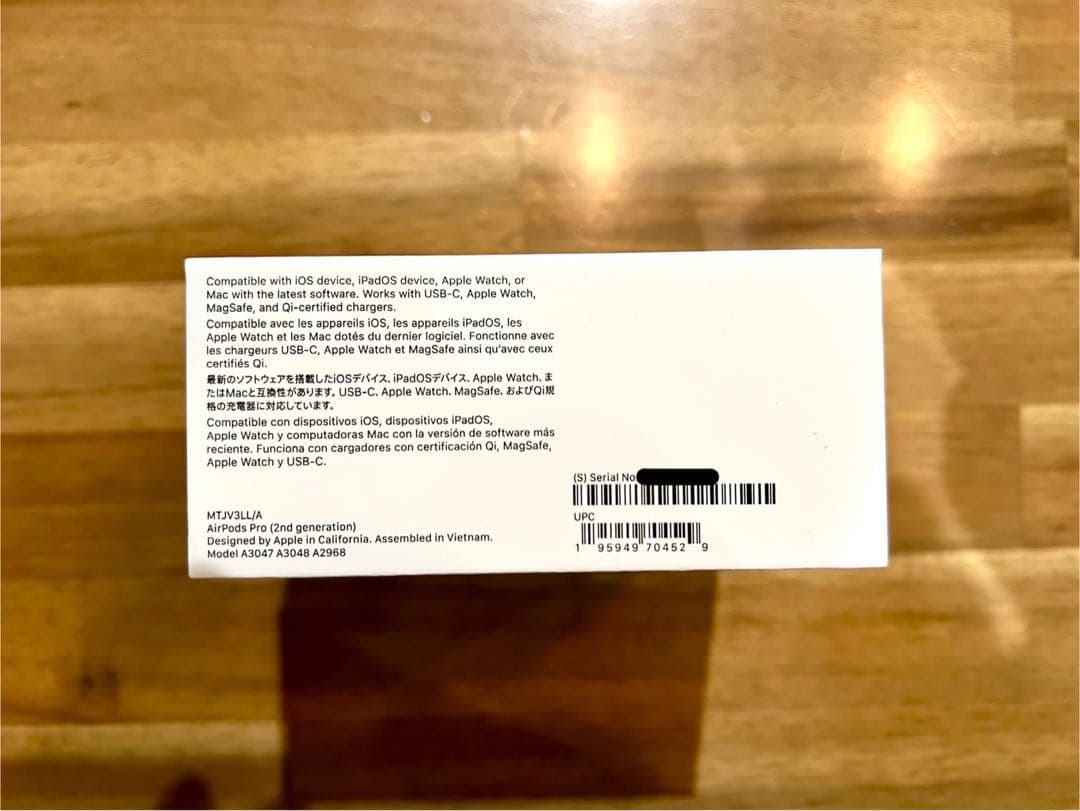 Compatible with iOS device, iPadOS device, Apple Watch, or
Mac with the latest software. Works with USB-C, Apple Watch,
MagSafe, and Qi-certified chargers.
Compatible avec les appareils iOS, les appareils iPadOS, les
Apple Watch et les Mac dotés du dernier logiciel. Fonctionne avec
les chargeurs USB-C, Apple Watch et MagSafe ainsi qu'avec ceux
certifiés Qi.
最新のソフトウェアを搭載したiOSデバイス、iPadOSデバイス、Apple Watch、ま
たはMacと互換性があります。USB-C、Apple Watch、MagSafe、およびQi規
格の充電器に対応しています。
Compatible con dispositivos iOS, dispositivos iPadOS,
Apple Watch y computadoras Mac con la versión de software más
reciente. Funciona con cargadores con certificación Qi, MagSafe,
Apple Watch y USB-C.
MTJV3LL/A
AirPods Pro (2nd generation)
Designed by Apple in California. Assembled in Vietnam.
Model A3047 A3048 A2968
(S) Serial No
UPC
1 95949 70452 9